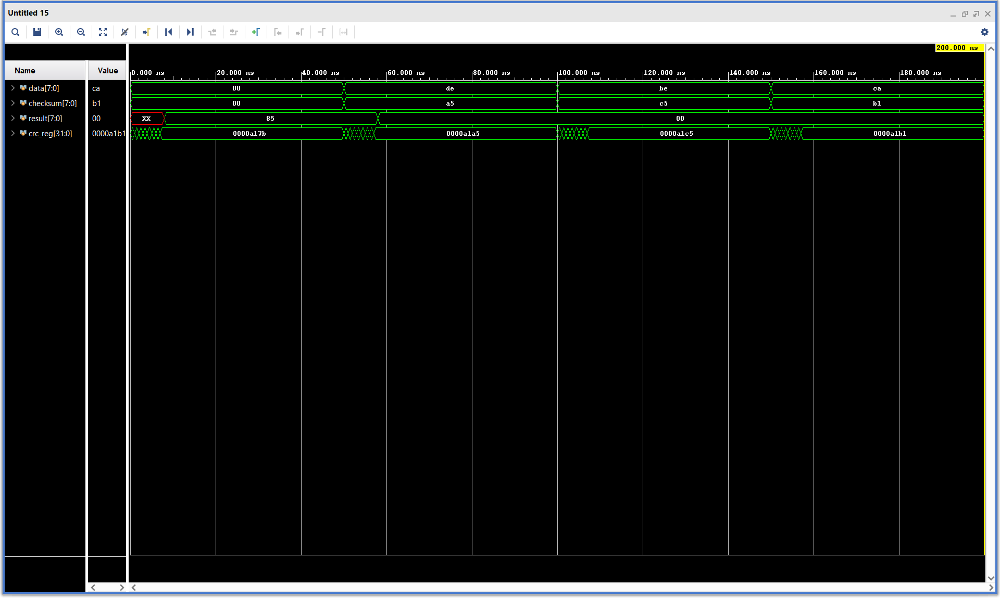 Untitled 15
200.000 ns
Name Value
0.000 ns 20.000 ns 40.000 ns 60.000 ns 80.000 ns 100.000 ns 120.000 ns 140.000 ns 160.000 ns 180.000 ns
data[7:0] ca 00 de be ca
checksum[7:0] b1 00 a5 c5 b1
result[7:0] 00 XX 85 00
crc_reg[31:0] 0000a1b1 0000a17b 0000a1a5 0000a1c5 0000a1b1